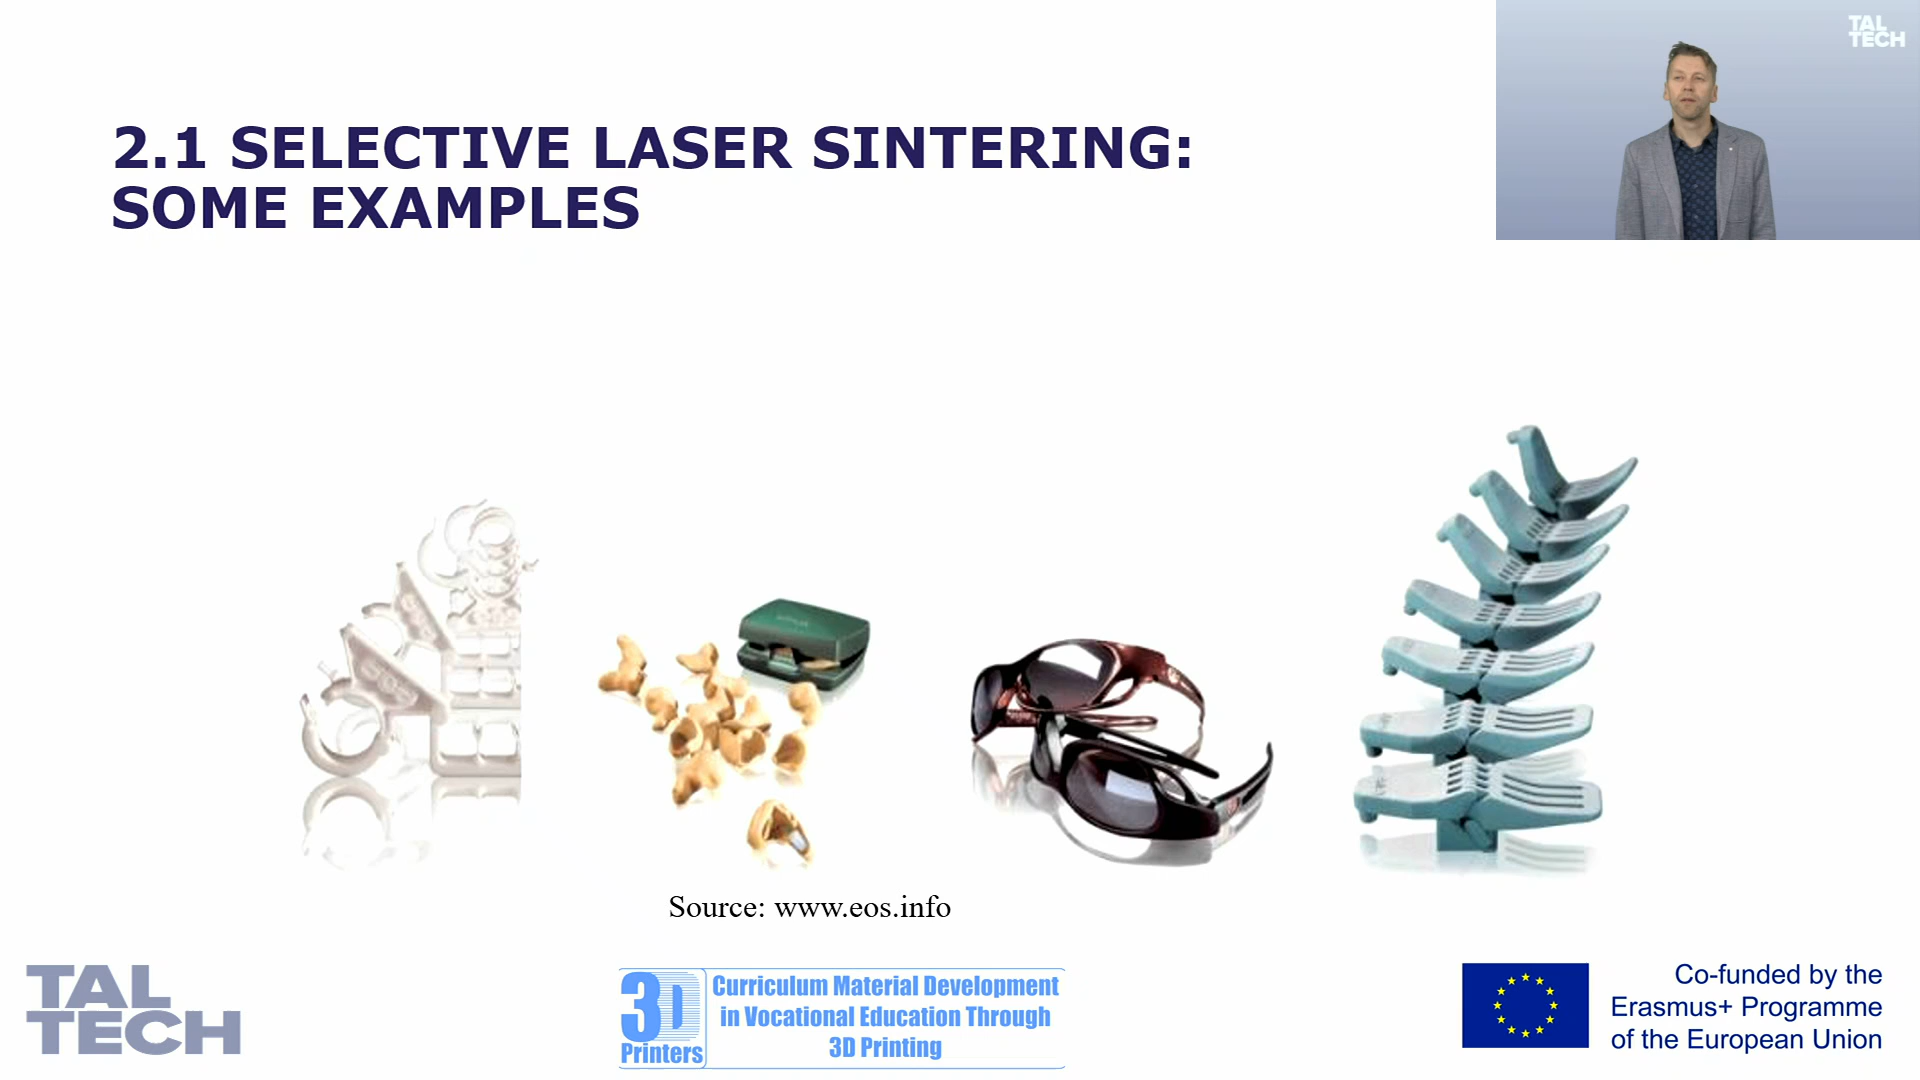 TAL
TECH
2.1 SELECTIVE LASER SINTERING:
SOME EXAMPLES
Source: www.eos.info
TAL
TECH
3D
Printers
Curriculum Material Development
in Vocational Education Through
3D Printing
Co-funded by the
Erasmus+ Programme
of the European Union